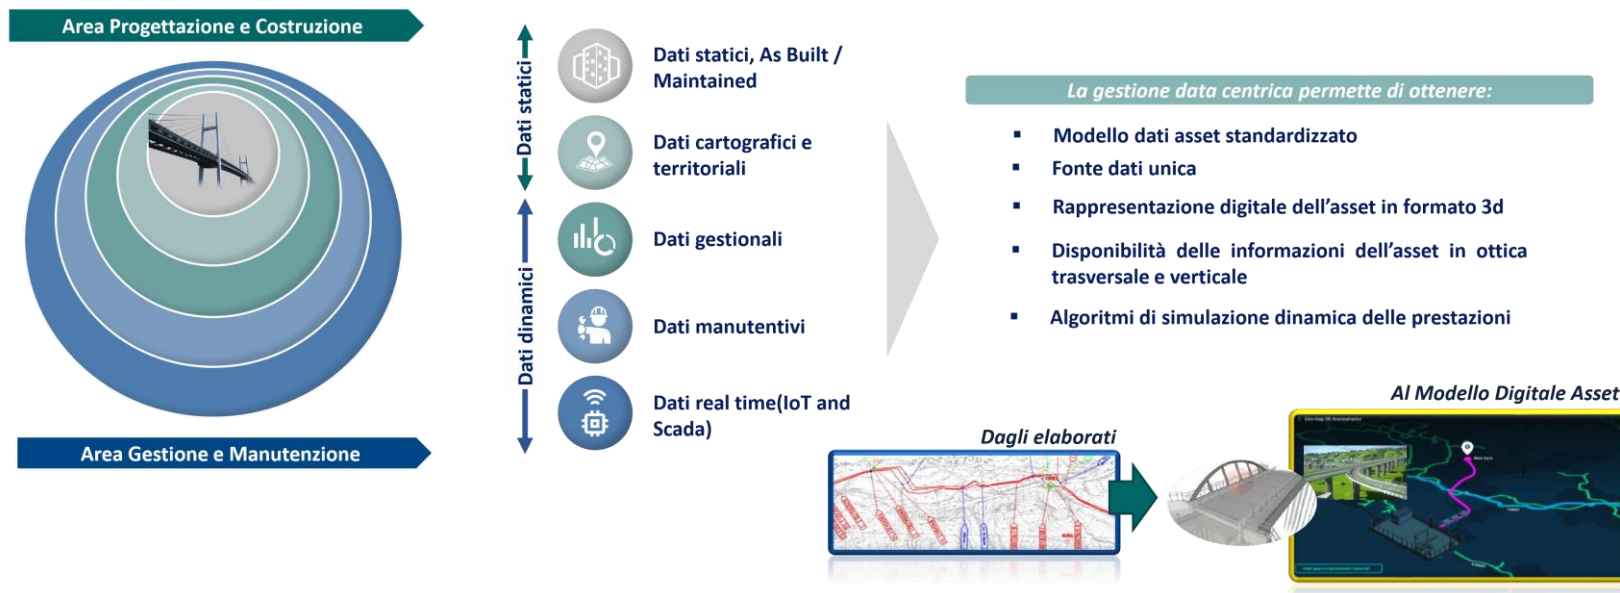 Area Progettazione e Costruzione
Area Gestione e Manutenzione
Dati statici
Dati dinamici
Dati statici, As Built /
Maintained
Dati cartografici e
territoriali
Dati gestionali
Dati manutentivi
Dati real time(IoT and
Scada)
La gestione data centrica permette di ottenere:
▪ Modello dati asset standardizzato
▪ Fonte dati unica
▪ Rappresentazione digitale dell’asset in formato 3d
▪ Disponibilità delle informazioni dell’asset in ottica
trasversale e verticale
▪ Algoritmi di simulazione dinamica delle prestazioni
Dagli elaborati
Al Modello Digitale Asset